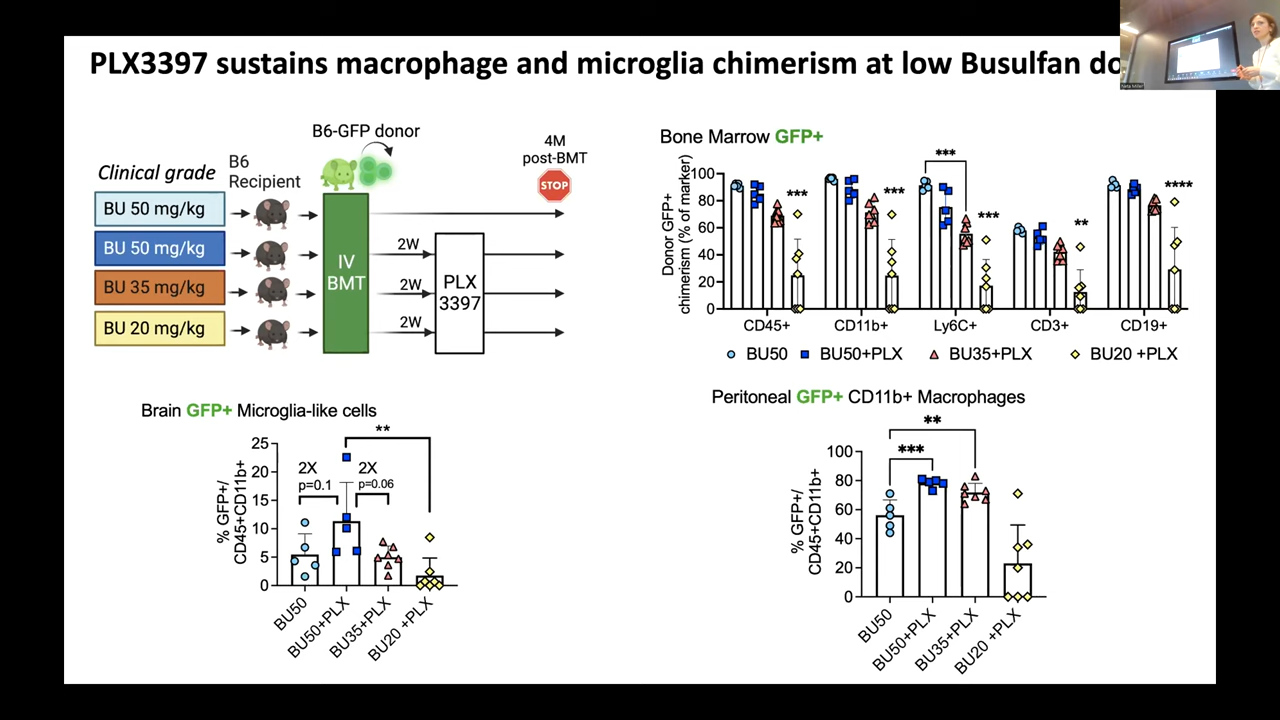 PLX3397 sustains macrophage and microglia chimerism at low Busulfan do
B6-GFP donor
4M
post-BMT
STOP
Clinical grade
B6
Recipient
BU 50 mg/kg
BU 50 mg/kg
BU 35 mg/kg
BU 20 mg/kg
IV
BMT
2W
2W
2W
PLX
3397
Bone Marrow GFP+
Donor GFP+
chimerism (% of marker)
100
80
60
40
20
0
***
***
***
***
**
****
CD45+
CD11b+
Ly6C+
CD3+
CD19+
BU50
BU50+PLX
BU35+PLX
BU20 +PLX
Brain GFP+ Microglia-like cells
% GFP+/
CD45+CD11b+
25
20
15
10
5
0
**
2X
p=0.1
2X
p=0.06
BU50
BU50+PLX
BU35+PLX
BU20 +PLX
Peritoneal GFP+ CD11b+ Macrophages
% GFP+/
CD45+CD11b+
100
80
60
40
20
0
**
***
BU50
BU50+PLX
BU35+PLX
BU20 +PLX